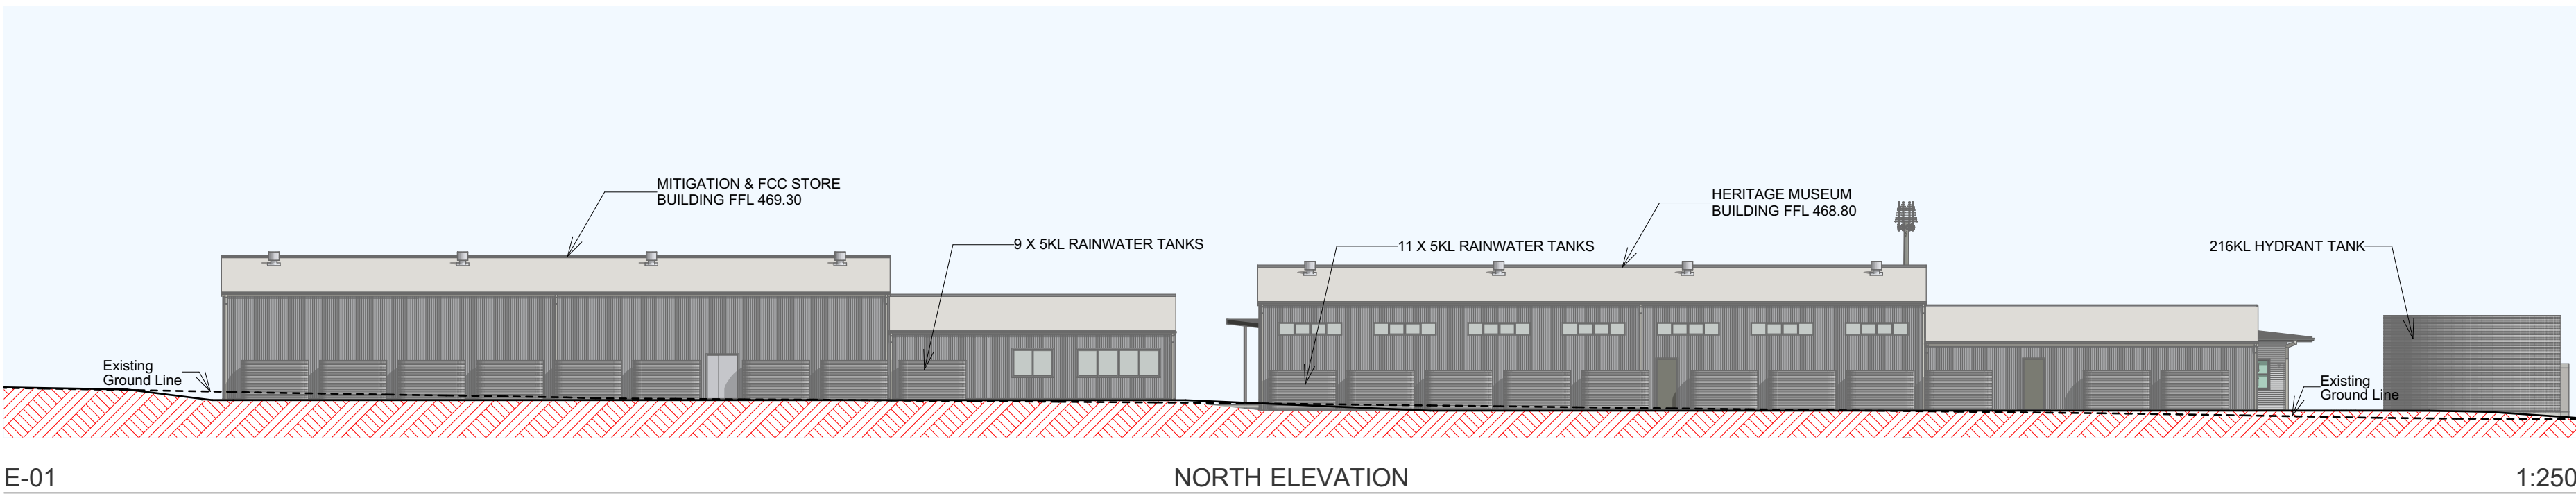 MITIGATION & FCC STORE
BUILDING FFL 469.30
9 X 5KL RAINWATER TANKS
HERITAGE MUSEUM
BUILDING FFL 468.80
11 X 5KL RAINWATER TANKS
216KL HYDRANT TANK
Existing
Ground Line
Existing
Ground Line
E-01
NORTH ELEVATION
1:250